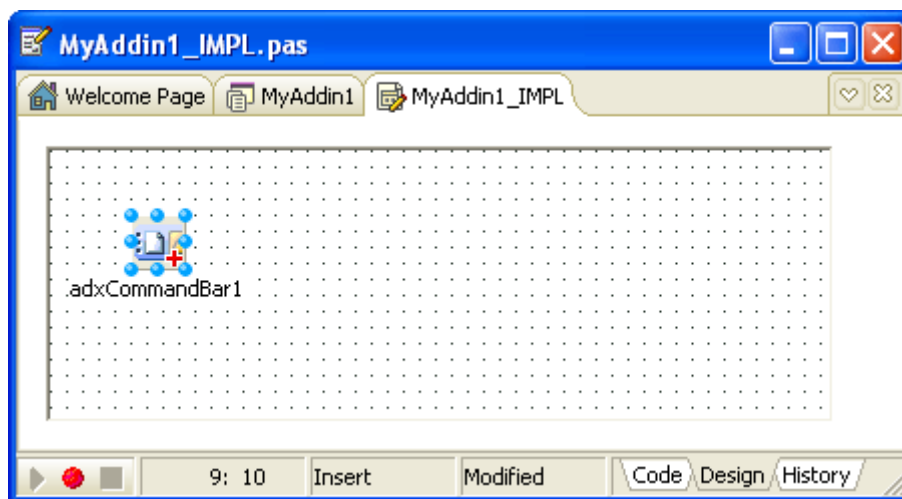 MyAddin1_IMPL.pas
Welcome Page MyAddin1 MyAddin1_IMPL
adxCommandBar1
9: 10 Insert Modified Code Design History